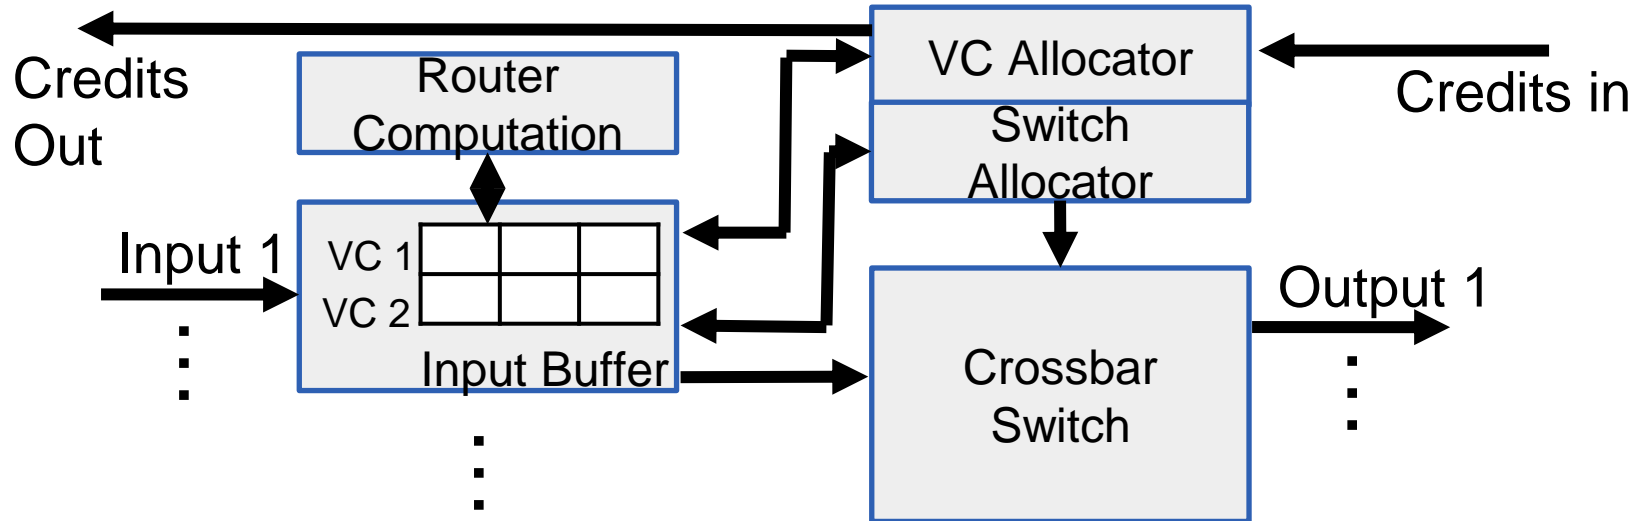 Credits
Out
Router
Computation
VC Allocator
Switch
Allocator
Credits in
Input 1
VC 1
VC 2
Input Buffer
Crossbar
Switch
Output 1